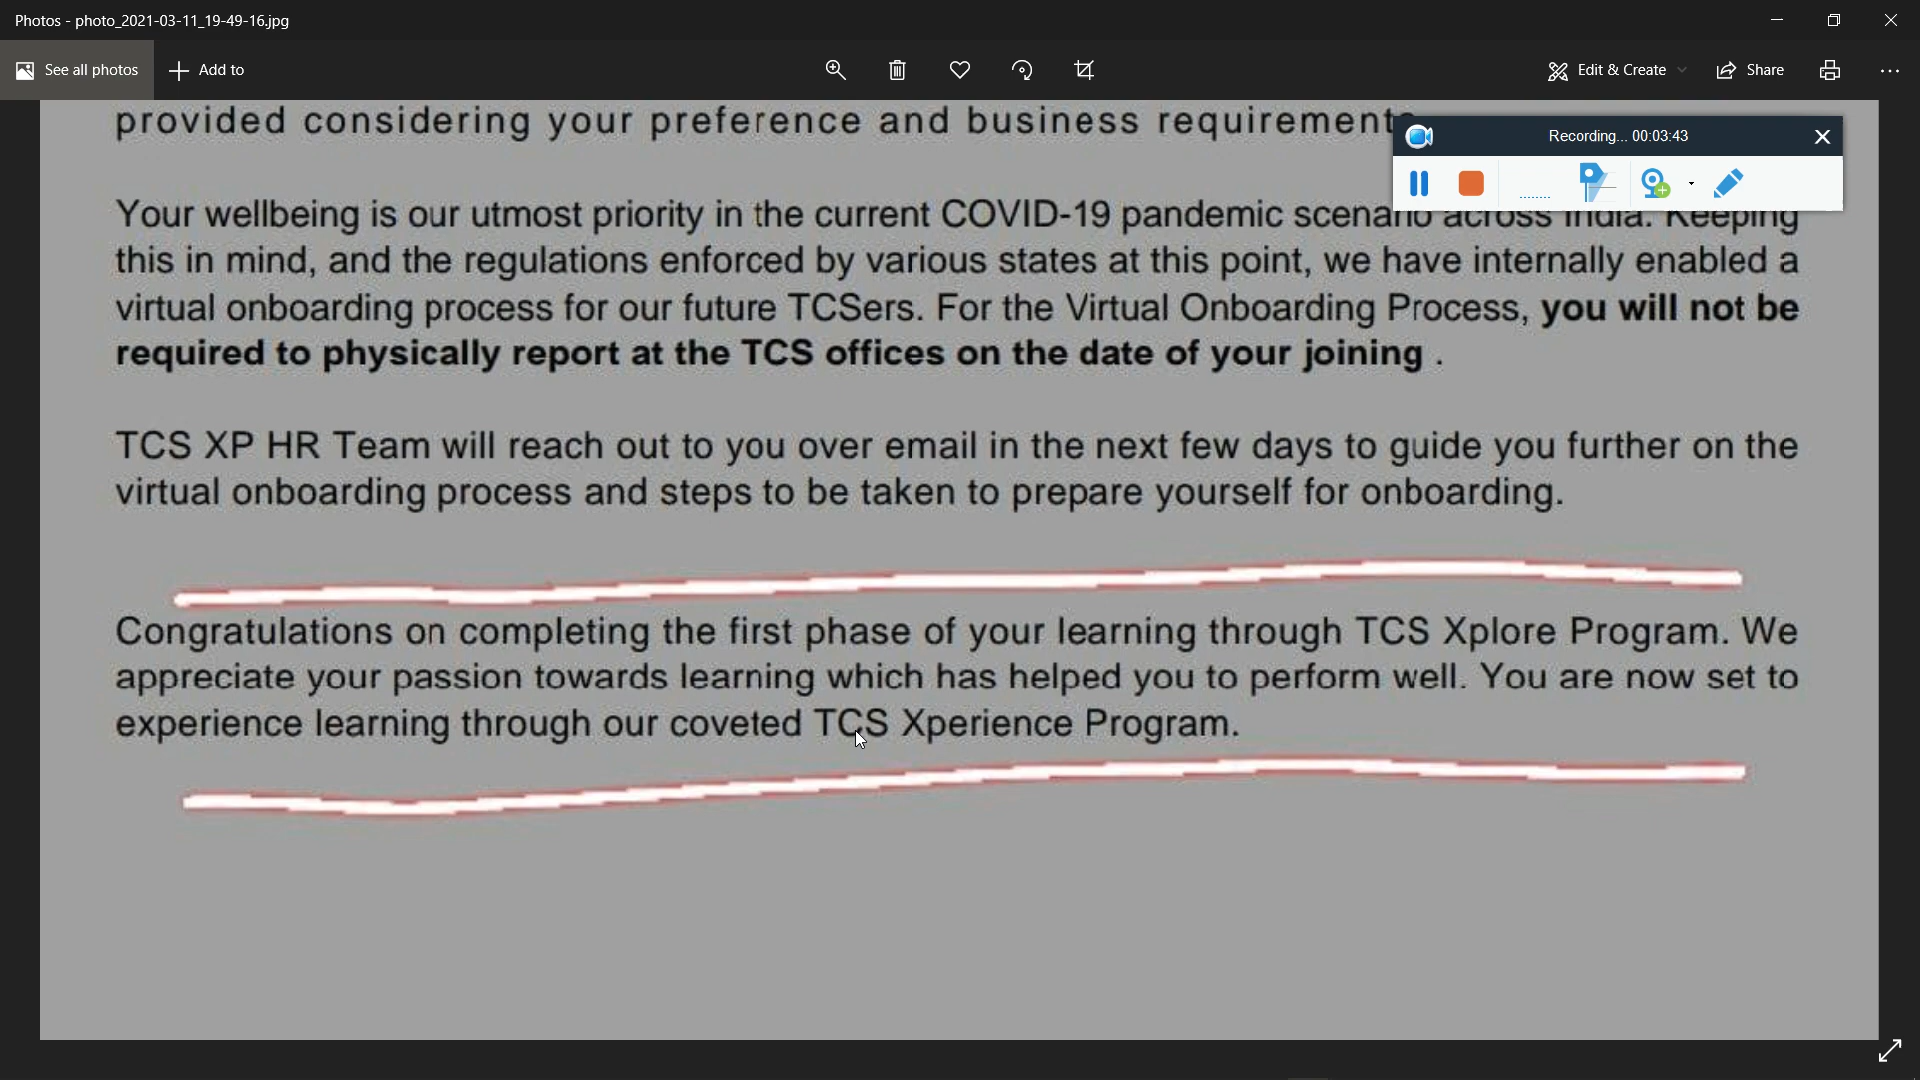 Photos - photo_2021-03-11_19-49-16.jpg
See all photos
Add to
Edit & Create
Share
provided considering your preference and business requirements
Recording... 00:03:43
Your wellbeing is our utmost priority in the current COVID-19 pandemic scenario across India. Keeping
this in mind, and the regulations enforced by various states at this point, we have internally enabled a
virtual onboarding process for our future TCSers. For the Virtual Onboarding Process, you will not be
required to physically report at the TCS offices on the date of your joining .
TCS XP HR Team will reach out to you over email in the next few days to guide you further on the
virtual onboarding process and steps to be taken to prepare yourself for onboarding.
Congratulations on completing the first phase of your learning through TCS Xplore Program. We
appreciate your passion towards learning which has helped you to perform well. You are now set to
experience learning through our coveted TCS Xperience Program.